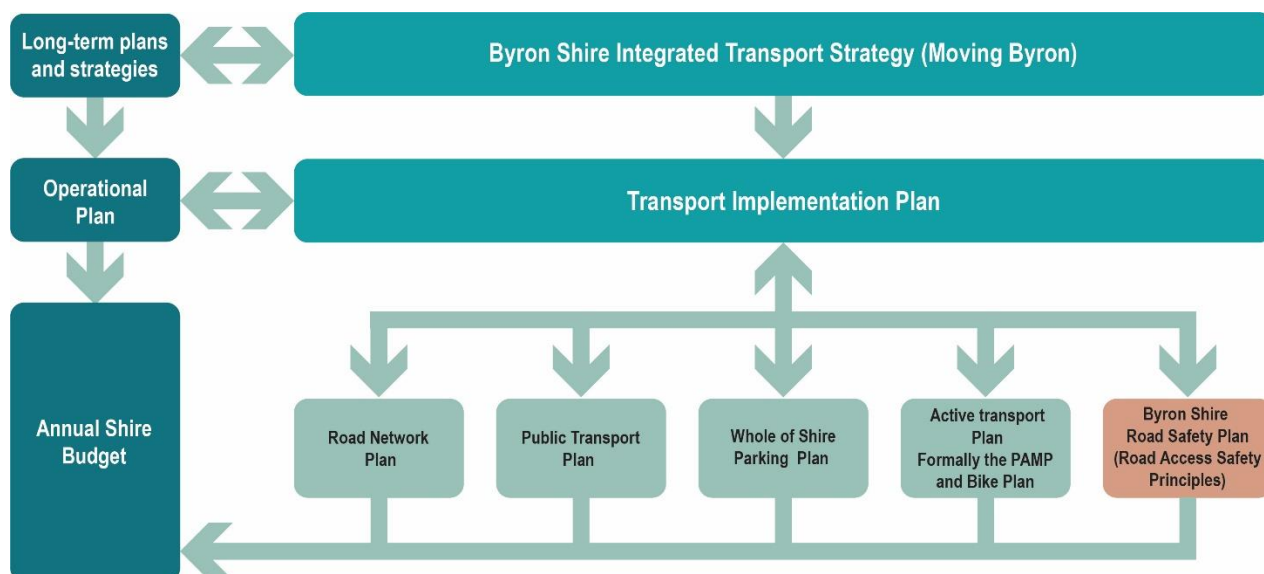 Long-term plans
and strategies
Byron Shire Integrated Transport Strategy (Moving Byron)
Operational
Plan
Transport Implementation Plan
Annual Shire
Budget
Road Network
Plan
Public Transport
Plan
Whole of Shire
Parking Plan
Active transport
Plan
Formally the PAMP
and Bike Plan
Byron Shire
Road Safety Plan
(Road Access Safety
Principles)